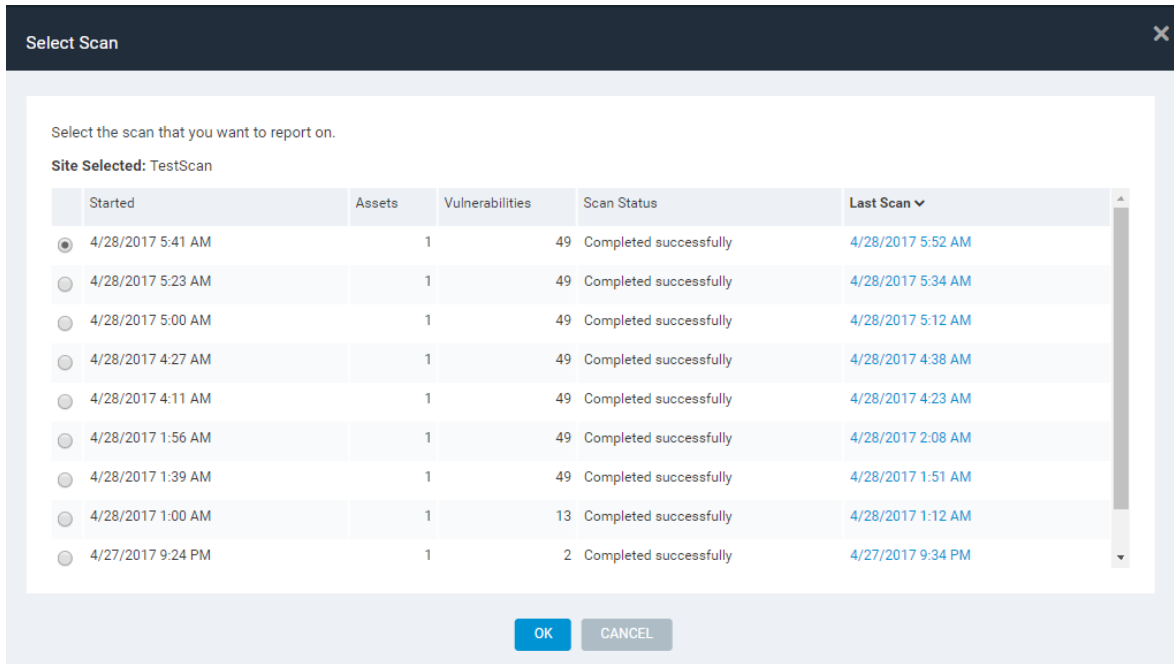 Select Scan
Select the scan that you want to report on.
Site Selected: TestScan
Started Assets Vulnerabilities Scan Status Last Scan
4/28/2017 5:41 AM 1 49 Completed successfully 4/28/2017 5:52 AM
4/28/2017 5:23 AM 1 49 Completed successfully 4/28/2017 5:34 AM
4/28/2017 5:00 AM 1 49 Completed successfully 4/28/2017 5:12 AM
4/28/2017 4:27 AM 1 49 Completed successfully 4/28/2017 4:38 AM
4/28/2017 4:11 AM 1 49 Completed successfully 4/28/2017 4:23 AM
4/28/2017 1:56 AM 1 49 Completed successfully 4/28/2017 2:08 AM
4/28/2017 1:39 AM 1 49 Completed successfully 4/28/2017 1:51 AM
4/28/2017 1:00 AM 1 13 Completed successfully 4/28/2017 1:12 AM
4/27/2017 9:24 PM 1 2 Completed successfully 4/27/2017 9:34 PM
OK CANCEL